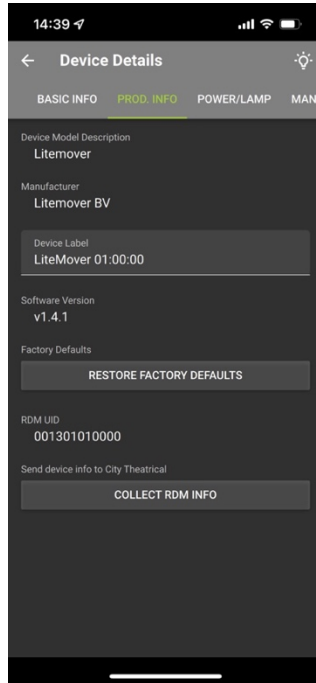 14:39
Device Details
BASIC INFO PROD. INFO POWER/LAMP MAN
Device Model Description
Litemover
Manufacturer
Litemover BV
Device Label
LiteMover 01:00:00
Software Version
v1.4.1
Factory Defaults
RESTORE FACTORY DEFAULTS
RDM UID
001301010000
Send device info to City Theatrical
COLLECT RDM INFO